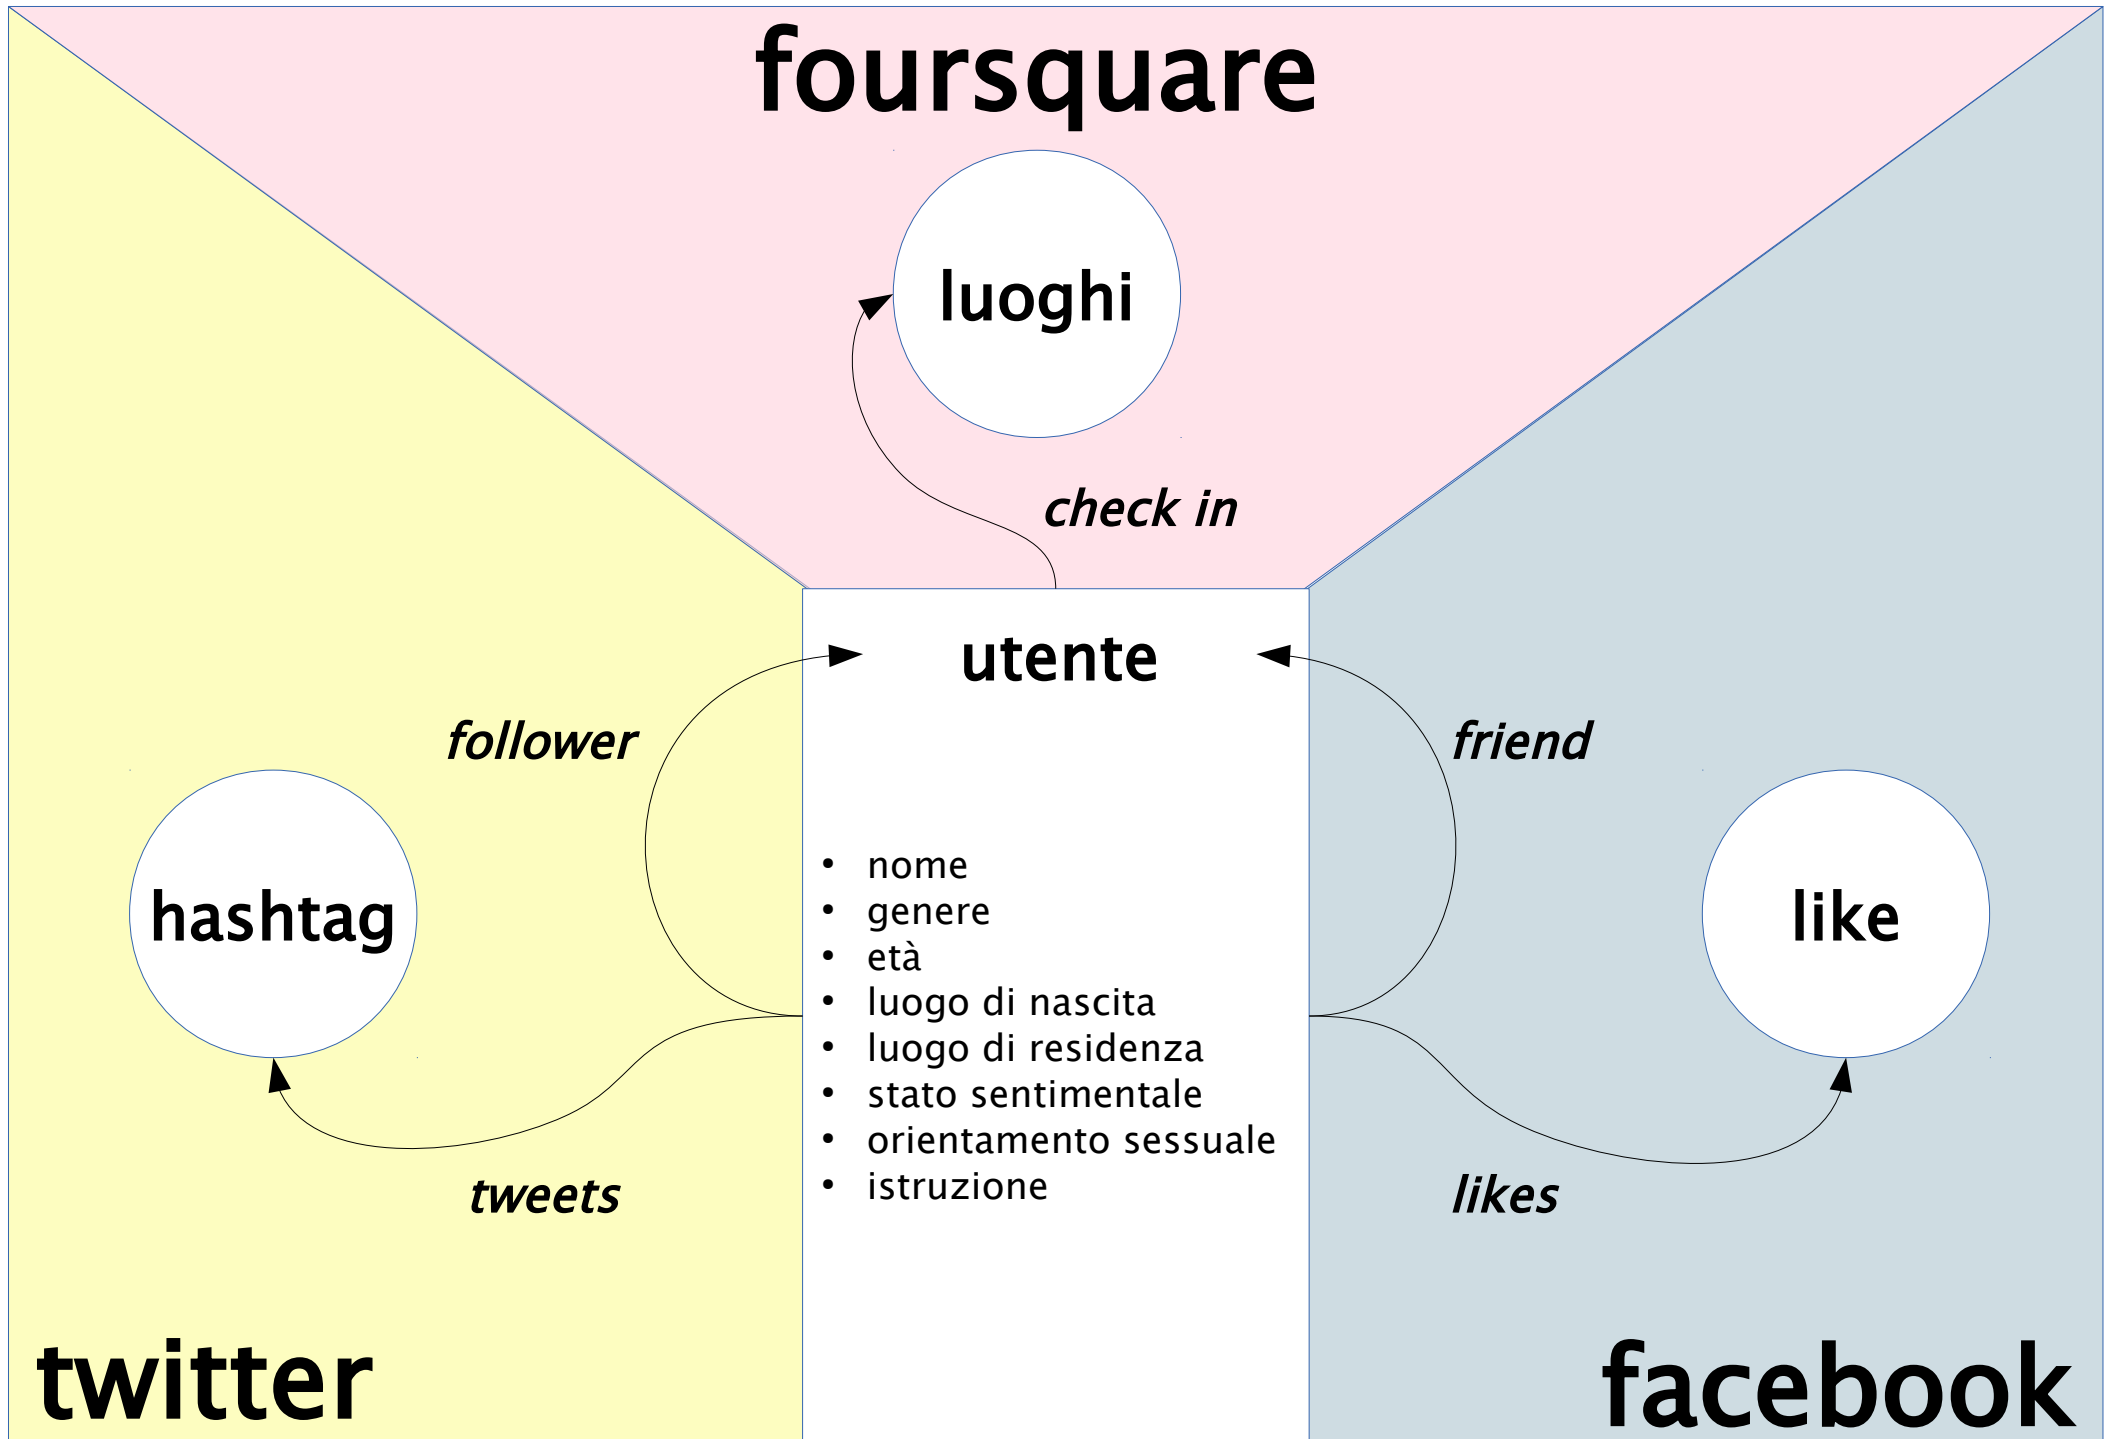 foursquare
luoghi
check in
utente
follower
friend
hashtag
like
• nome
• genere
• età
• luogo di nascita
• luogo di residenza
• stato sentimentale
• orientamento sessuale
• istruzione
tweets
likes
twitter
facebook